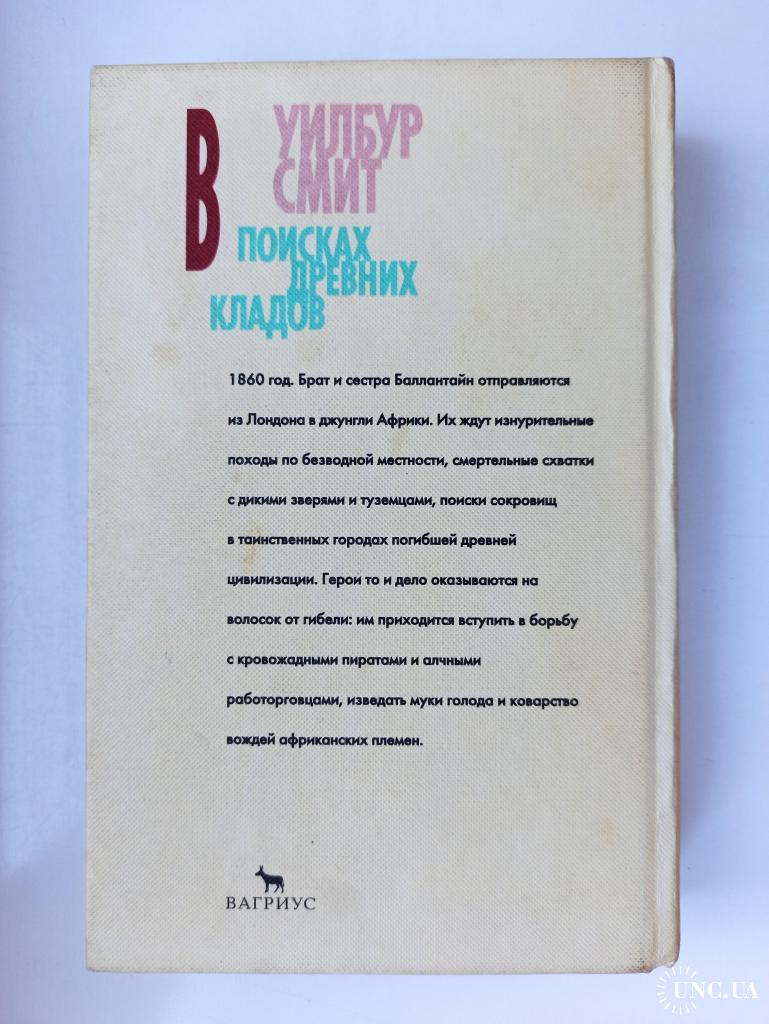 УИЛБУР
СМИТ
В
ПОИСКАХ
ДРЕВНИХ
КЛАДОВ
1860 год. Брат и сестра Баллантайн отправляются
из Лондона в джунгли Африки. Их ждут изнурительные
походы по безводной местности, смертельные схватки
с дикими зверями и туземцами, поиски сокровищ
в таинственных городах погибшей древней
цивилизации. Герои то и дело оказываются на
волосок от гибели: им приходится вступить в борьбу
с кровожадными пиратами и алчными
работорговцами, изведать муки голода и коварство
вождей африканских племен.
ВАГРИУС
UNC.UA